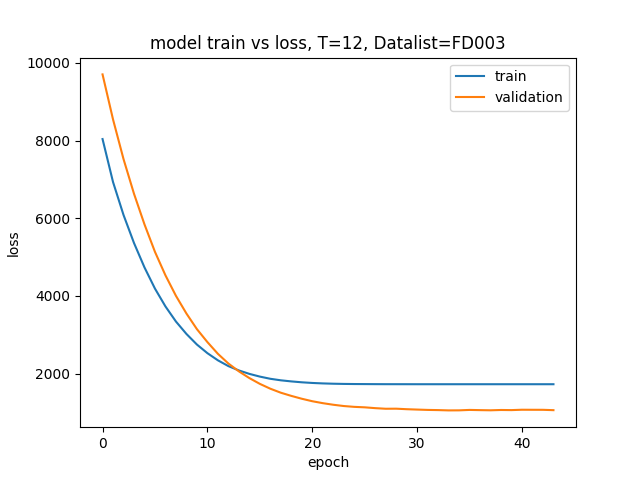 model train vs loss, T=12, Datalist=FD003
train
validation
10000
8000
6000
4000
2000
loss
0 10 20 30 40
epoch